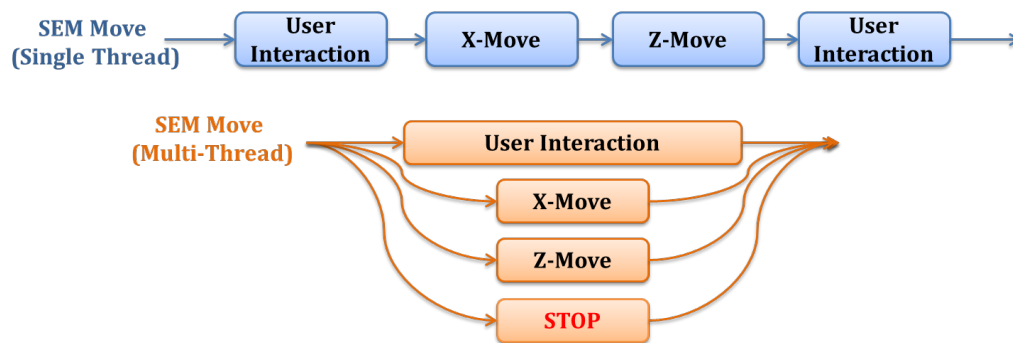 SEM Move
(Single Thread)
User
Interaction
X-Move
Z-Move
User
Interaction
SEM Move
(Multi-Thread)
User Interaction
X-Move
Z-Move
STOP